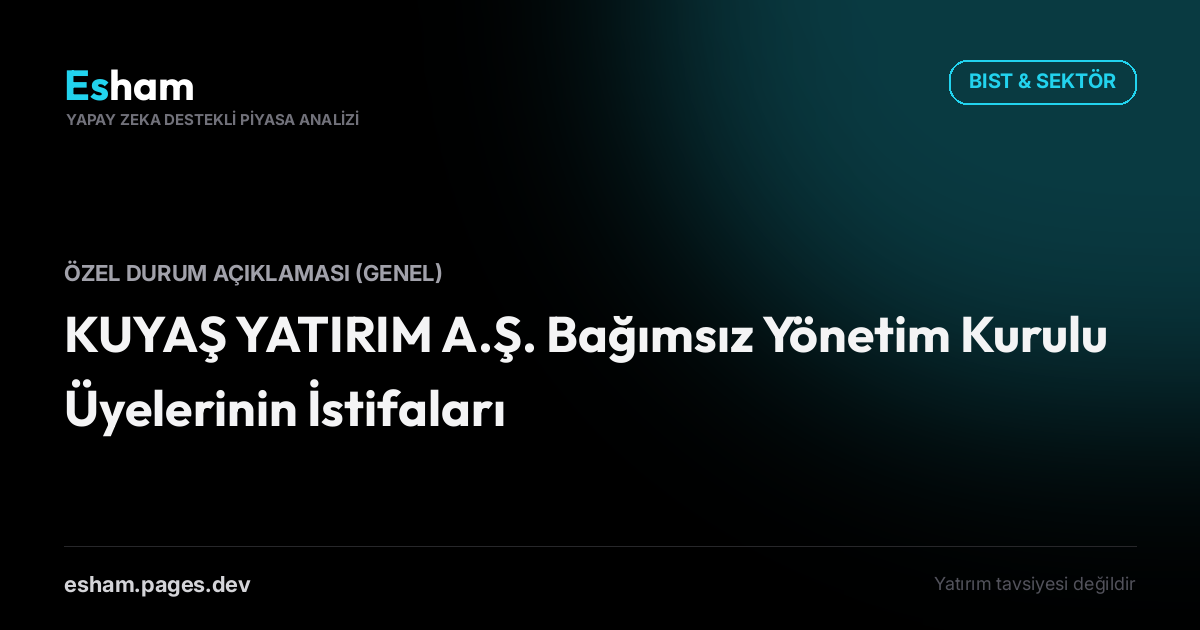 Esham
YAPAY ZEKA DESTEKLİ PİYASA ANALİZİ
BIST & SEKTÖR
ÖZEL DURUM AÇIKLAMASI (GENEL)
KUYAŞ YATIRIM A.Ş. Bağımsız Yönetim Kurulu
Üyelerinin İstifaları
esham.pages.dev
Yatırım tavsiyesi değildir